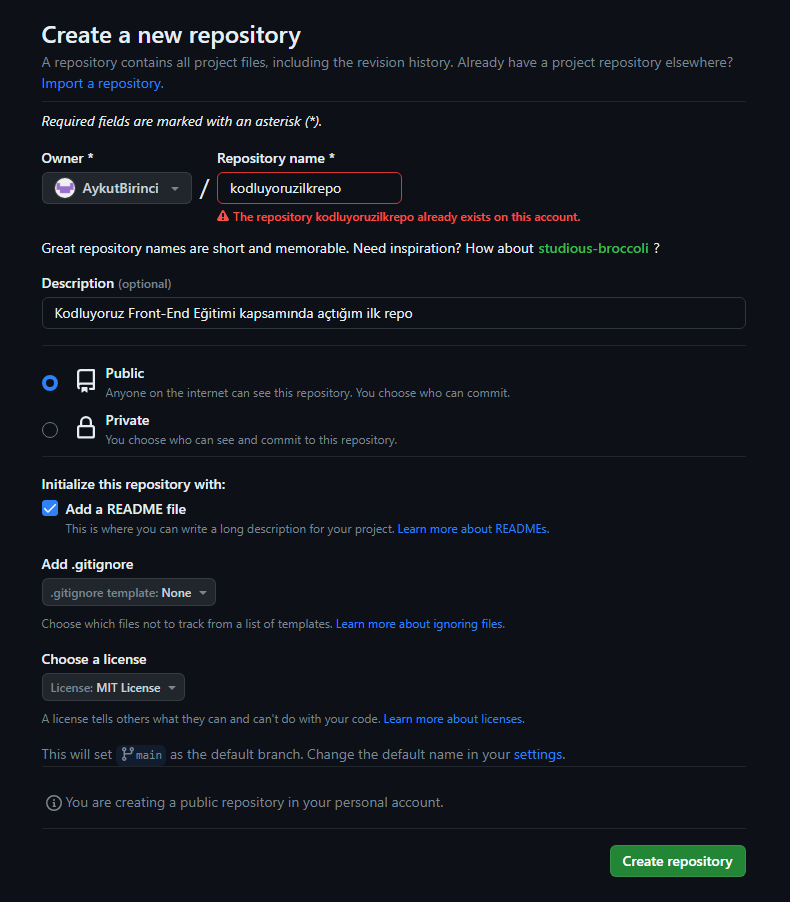 Create a new repository
A repository contains all project files, including the revision history. Already have a project repository elsewhere?
Import a repository.
Required fields are marked with an asterisk (*).
Owner * Repository name *
AykutBirinci / kodluyoruzilkrepo
The repository kodluyoruzilkrepo already exists on this account.
Great repository names are short and memorable. Need inspiration? How about studious-broccoli ?
Description (optional)
Kodluyoruz Front-End Eğitimi kapsamında açtığım ilk repo
Public
Anyone on the internet can see this repository. You choose who can commit.
Private
You choose who can see and commit to this repository.
Initialize this repository with:
Add a README file
This is where you can write a long description for your project. Learn more about READMEs.
Add .gitignore
.gitignore template: None
Choose which files not to track from a list of templates. Learn more about ignoring files.
Choose a license
License: MIT License
A license tells others what they can and can't do with your code. Learn more about licenses.
This will set main as the default branch. Change the default name in your settings.
You are creating a public repository in your personal account.
Create repository